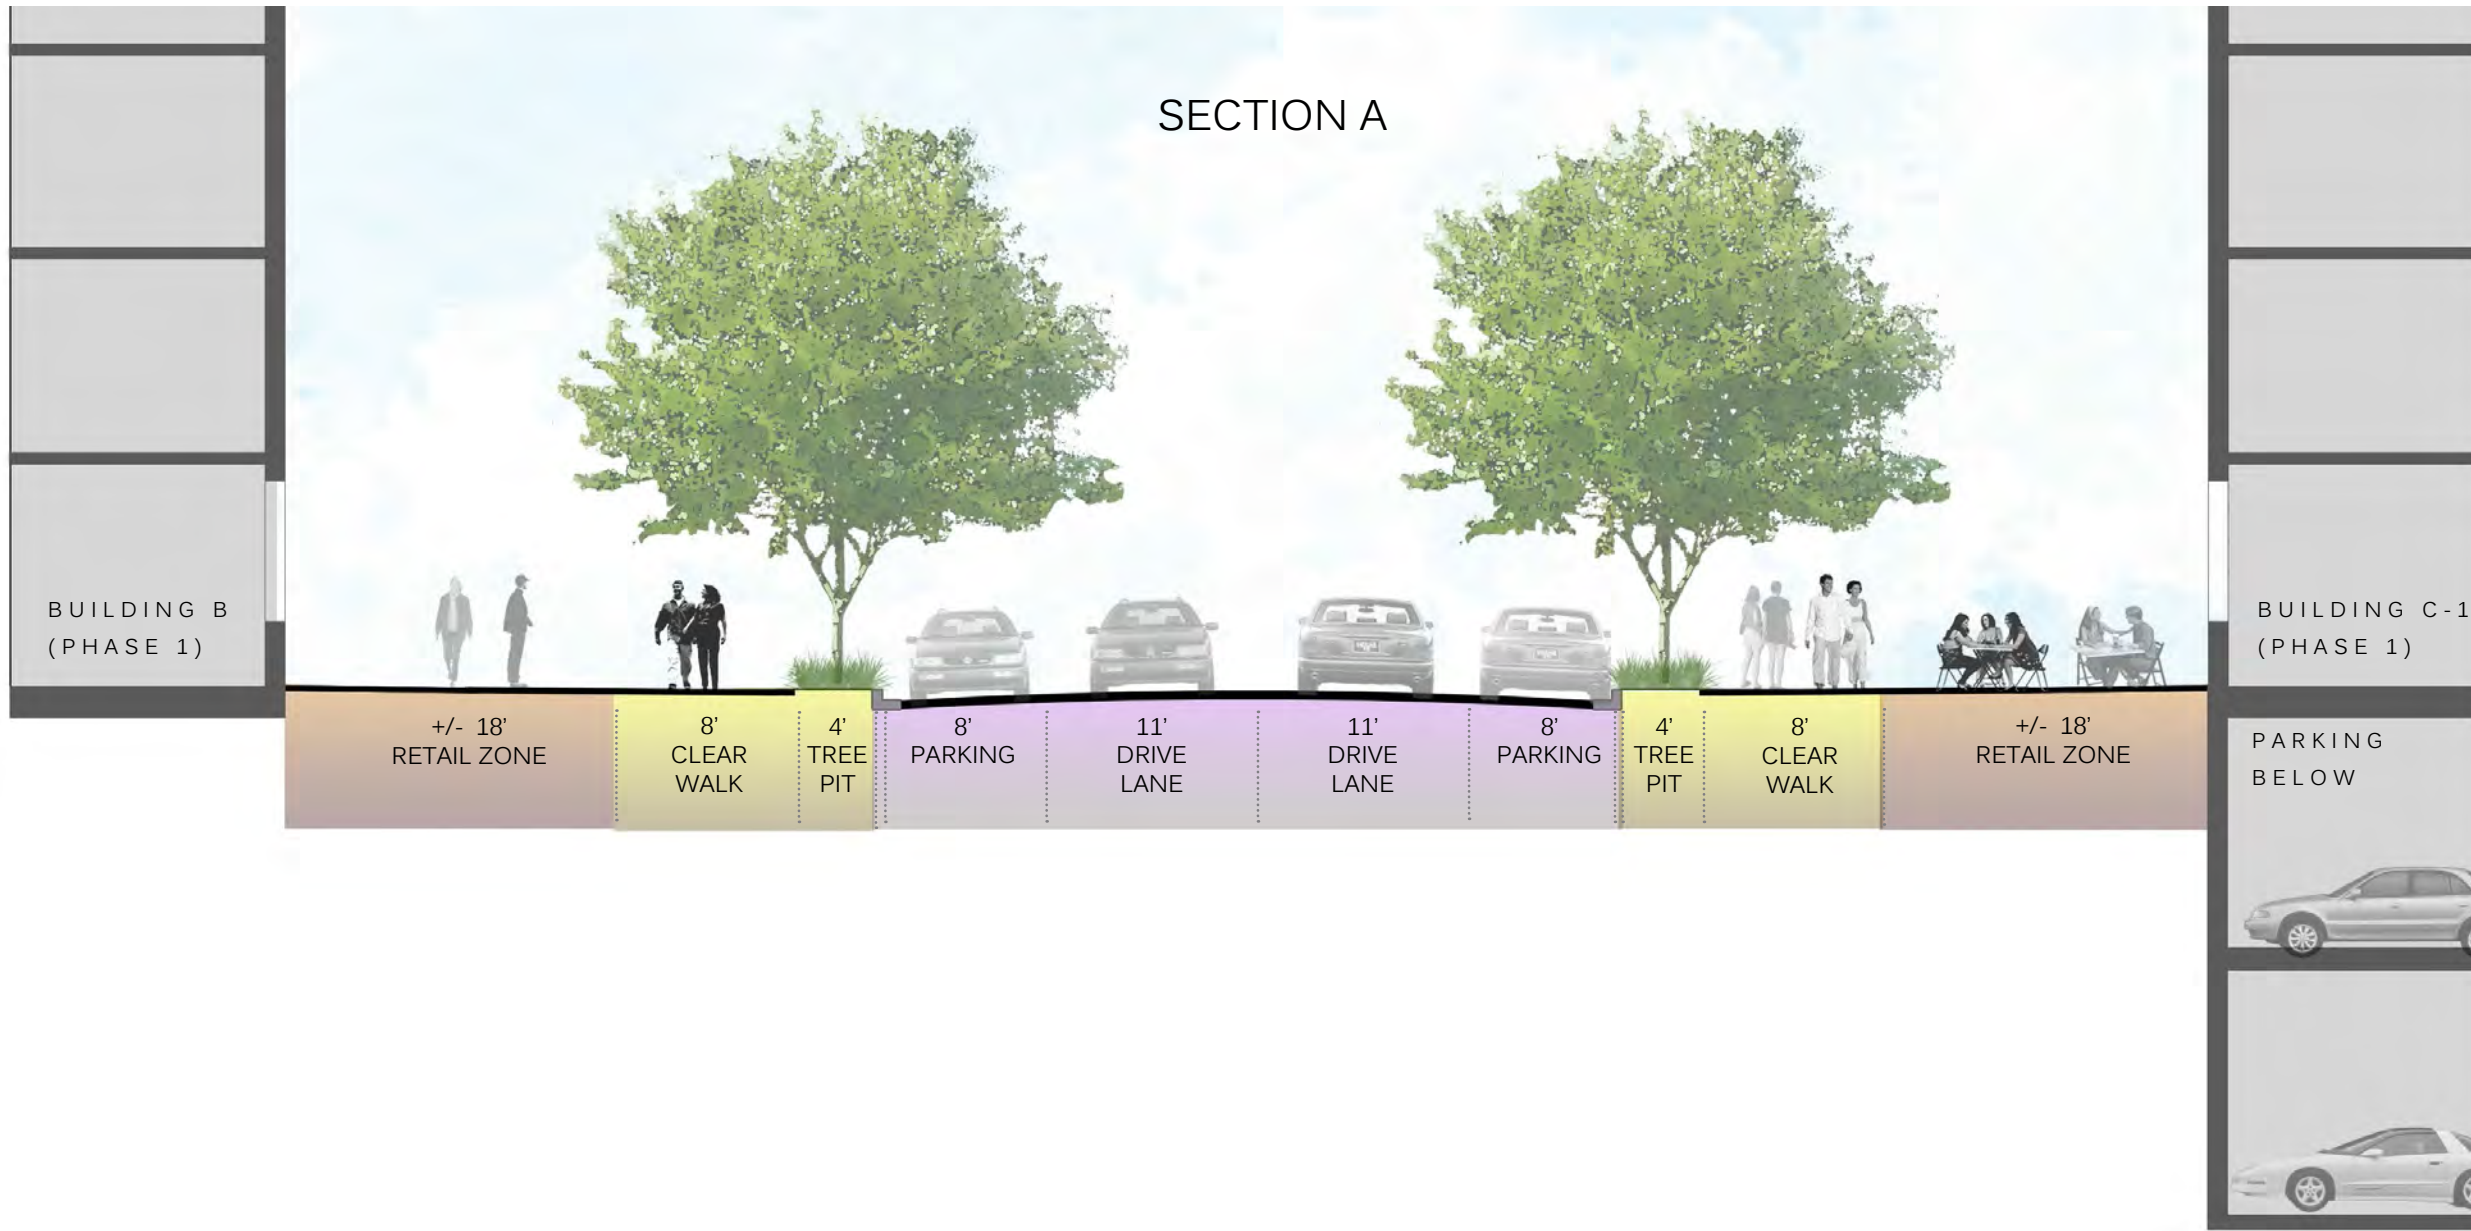 SECTION A
BUILDING B
(PHASE 1)
BUILDING C-1
(PHASE 1)
+/- 18’
RETAIL ZONE
8’
CLEAR
WALK
4’
TREE
PIT
8’
PARKING
11’
DRIVE
LANE
11’
DRIVE
LANE
8’
PARKING
4’
TREE
PIT
8’
CLEAR
WALK
+/- 18’
RETAIL ZONE
PARKING
BELOW